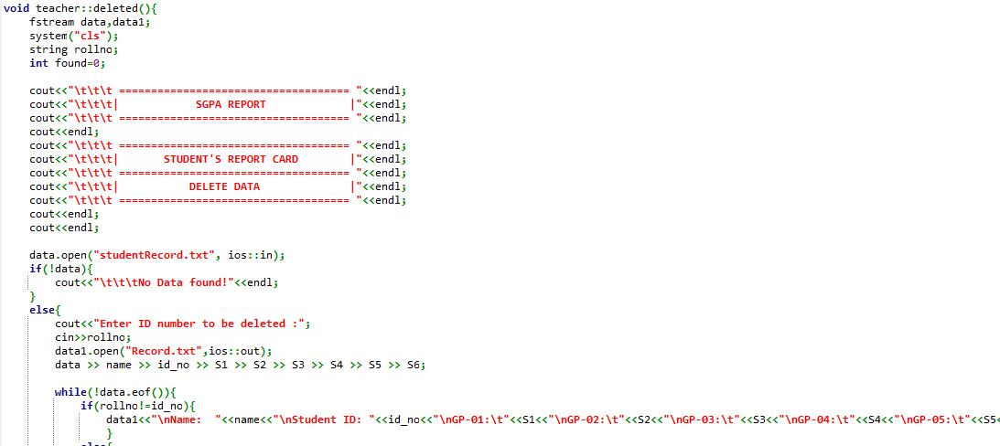 void teacher::deleted(){
    fstream data,data1;
    system("cls");
    string rollno;
    int found=0;

    cout<<"\t\t\t ==================================== "<<endl;
    cout<<"\t\t\t|            SGPA REPORT             |"<<endl;
    cout<<"\t\t\t ==================================== "<<endl;
    cout<<endl;
    cout<<"\t\t\t ==================================== "<<endl;
    cout<<"\t\t\t|       STUDENT'S REPORT CARD        |"<<endl;
    cout<<"\t\t\t ==================================== "<<endl;
    cout<<"\t\t\t|           DELETE DATA              |"<<endl;
    cout<<"\t\t\t ==================================== "<<endl;
    cout<<endl;
    cout<<endl;

    data.open("studentRecord.txt", ios::in);
    if(!data){
        cout<<"\t\t\tNo Data found!"<<endl;
    }
    else{
        cout<<"Enter ID number to be deleted :";
        cin>>rollno;
        data1.open("Record.txt",ios::out);
        data >> name >> id_no >> S1 >> S2 >> S3 >> S4 >> S5 >> S6;

        while(!data.eof()){
            if(rollno!=id_no){
                data1<<"\nName:  "<<name<<"\nStudent ID: "<<id_no<<"\nGP-01:\t"<<S1<<"\nGP-02:\t"<<S2<<"\nGP-03:\t"<<S3<<"\nGP-04:\t"<<S4<<"\nGP-05:\t"<<S5<
                }